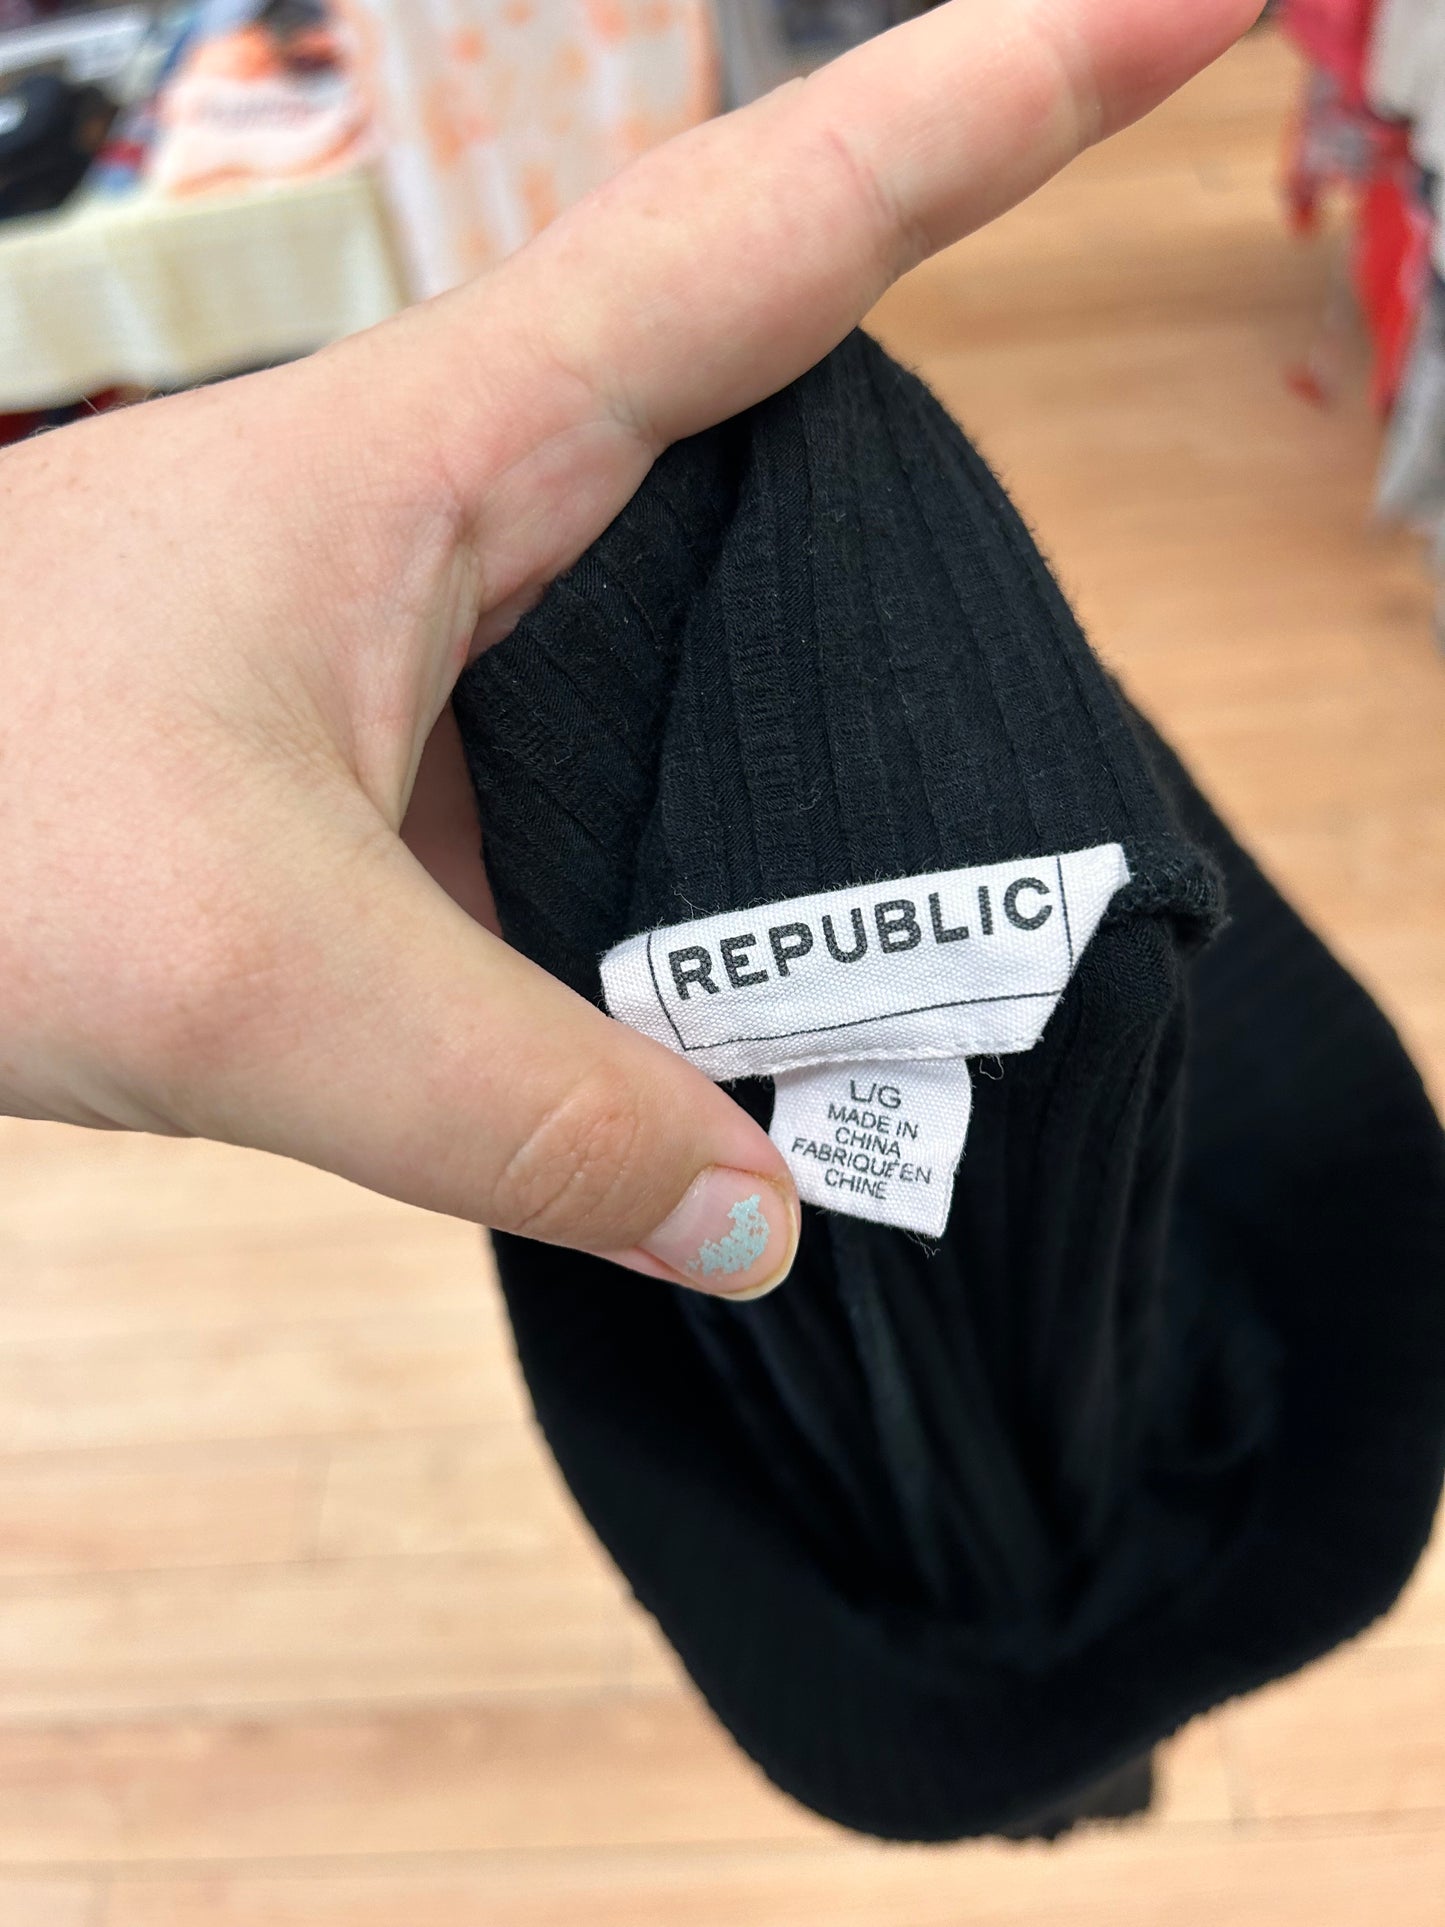 REPUBLIC
L/G
MADE IN
CHINA
FABRIQUÉ EN
CHINE